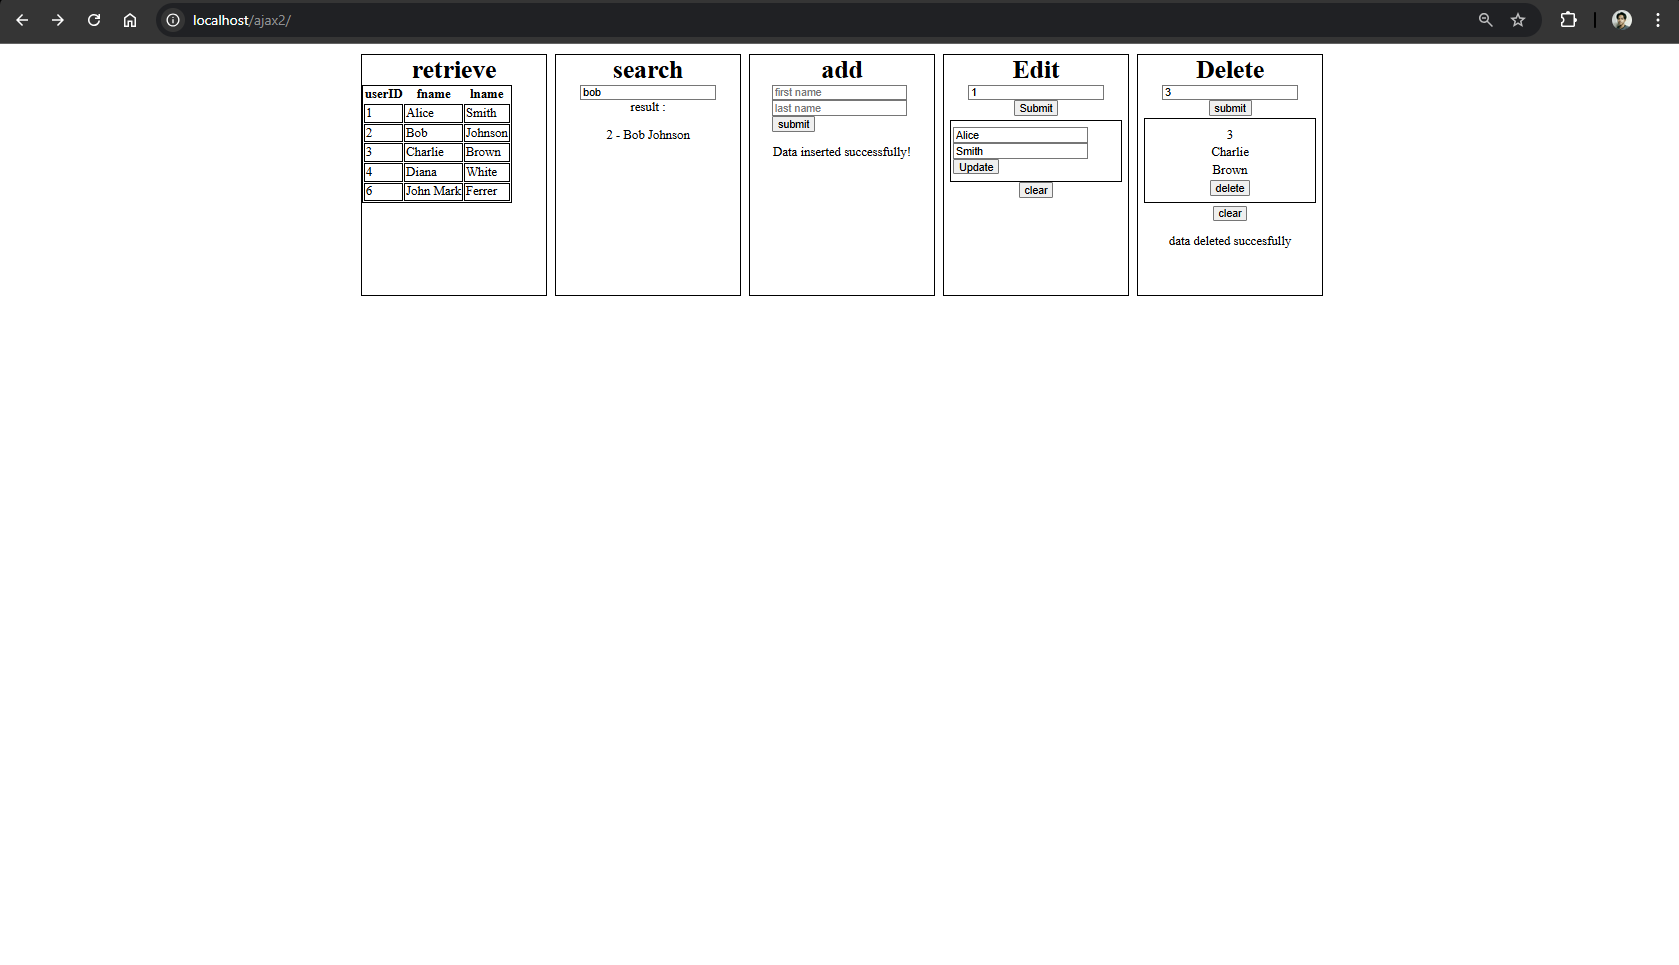 localhost/ajax2/
retrieve
userID fname lname
1 Alice Smith
2 Bob Johnson
3 Charlie Brown
4 Diana White
6 John Mark Ferrer
search
bob
result :
2 - Bob Johnson
add
first name
last name
submit
Data inserted successfully!
Edit
1
Submit
Alice
Smith
Update
clear
Delete
3
submit
3
Charlie
Brown
delete
clear
data deleted succesfully